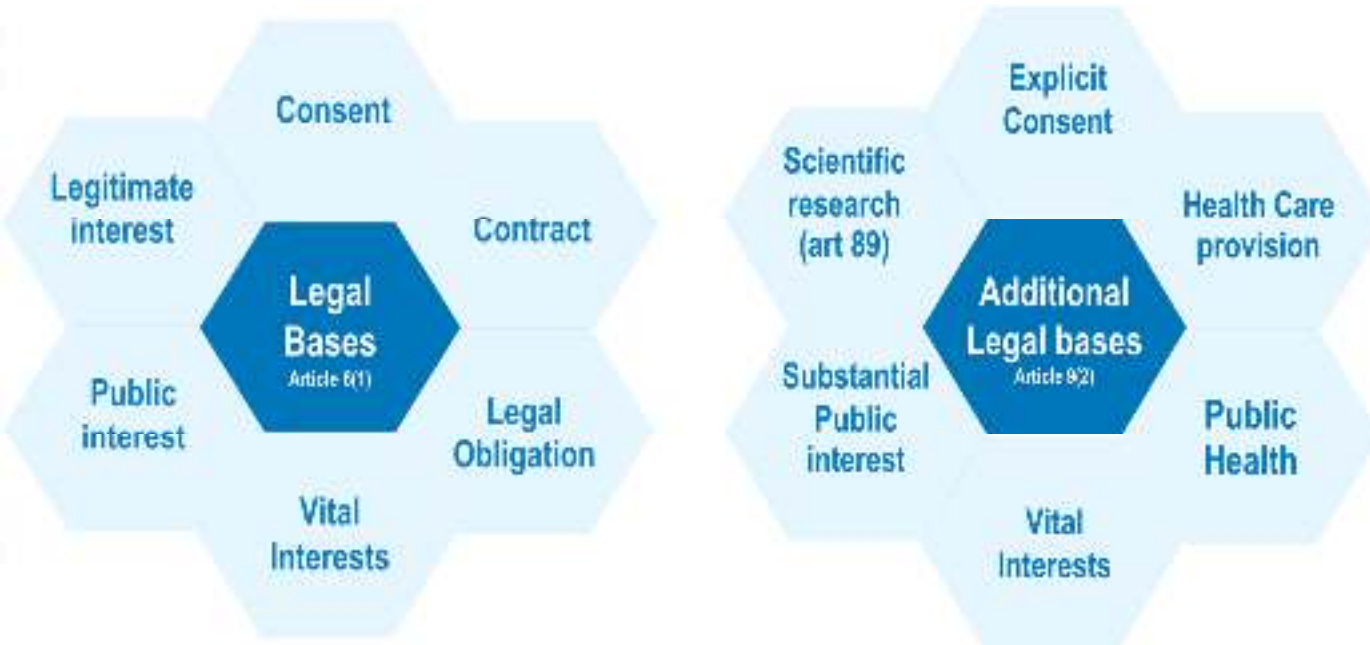 Consent
Legitimate
interest
Contract
Legal
Bases
Article 6(1)
Public
interest
Legal
Obligation
Vital
Interests
Explicit
Consent
Scientific
research
(art 89)
Health Care
provision
Additional
Legal bases
Article 9(2)
Substantial
Public
interest
Public
Health
Vital
Interests